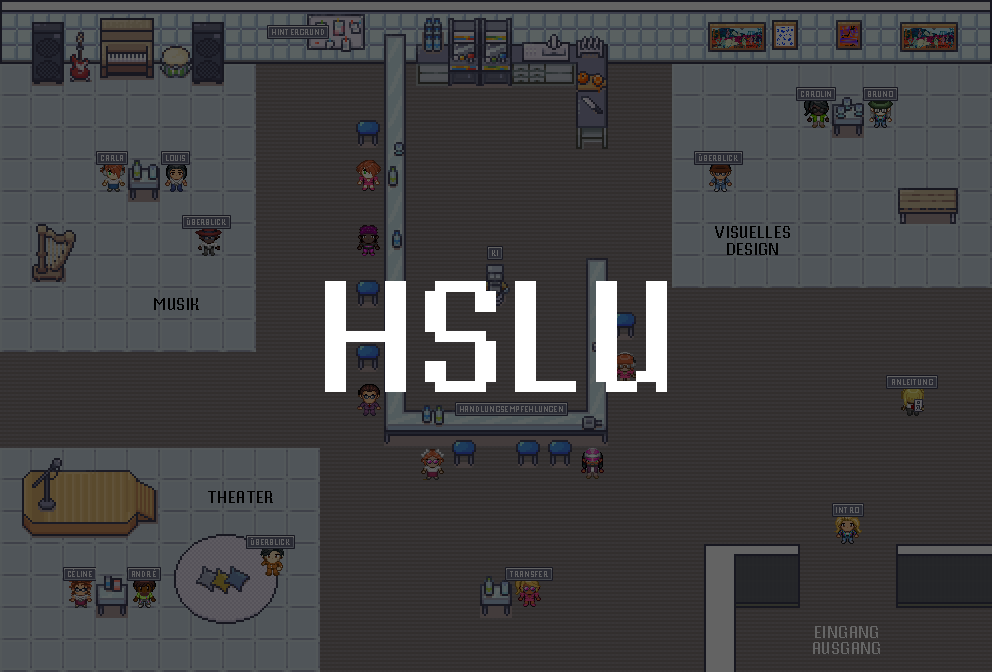 HINTERGRUND
CAROLIN
BRUNO
CARLA
LOUIS
ÜBERBLICK
ÜBERBLICK
VISUELLES
DESIGN
KI
MUSIK
HSLU
ANLEITUNG
HANDLUNGSEMPFEHLUNGEN
THEATER
INTRO
ÜBERBLICK
CELINE
ANDRÉ
TRANSFER
EINGANG
AUSGANG